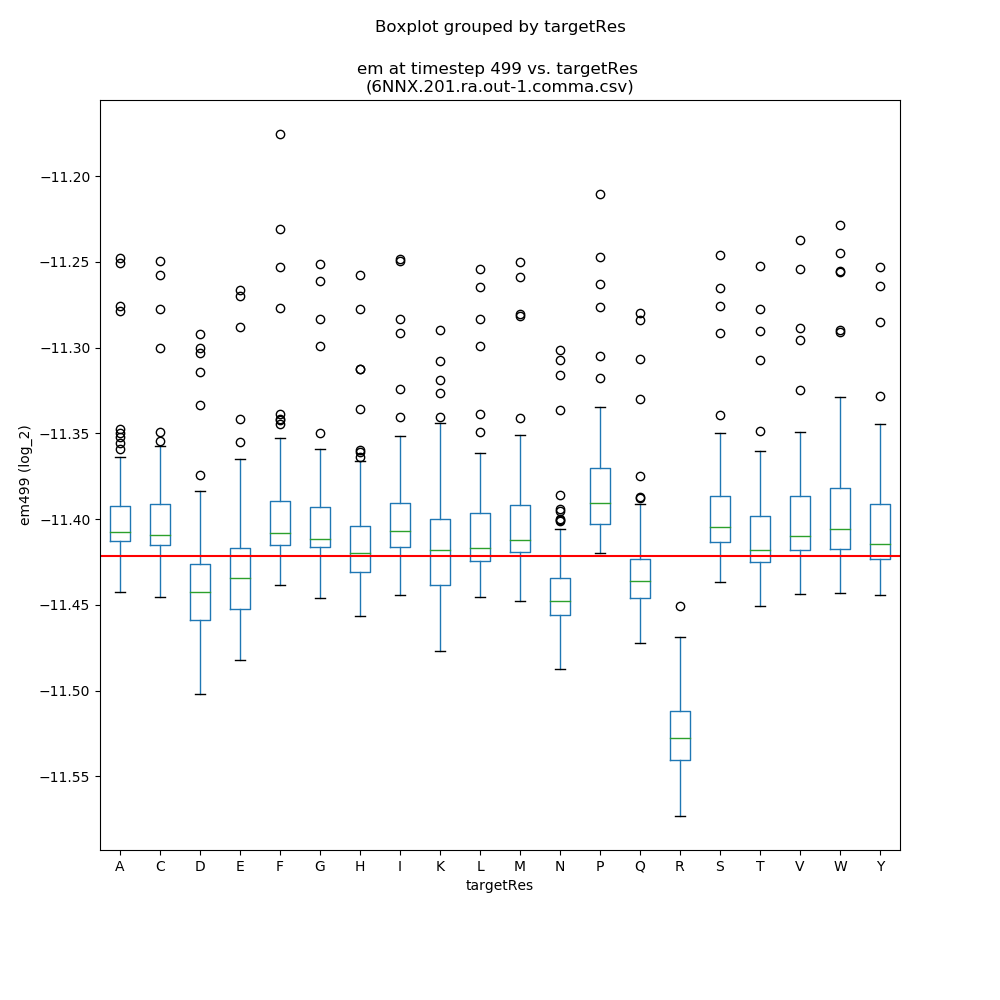 Boxplot grouped by targetRes
em at timestep 499 vs. targetRes
(6NNX.201.ra.out-1.comma.csv)
em499 (log_2)
−11.20
−11.25
−11.30
−11.35
−11.40
−11.45
−11.50
−11.55
A C D E F G H I K L M N P Q R S T V W Y
targetRes